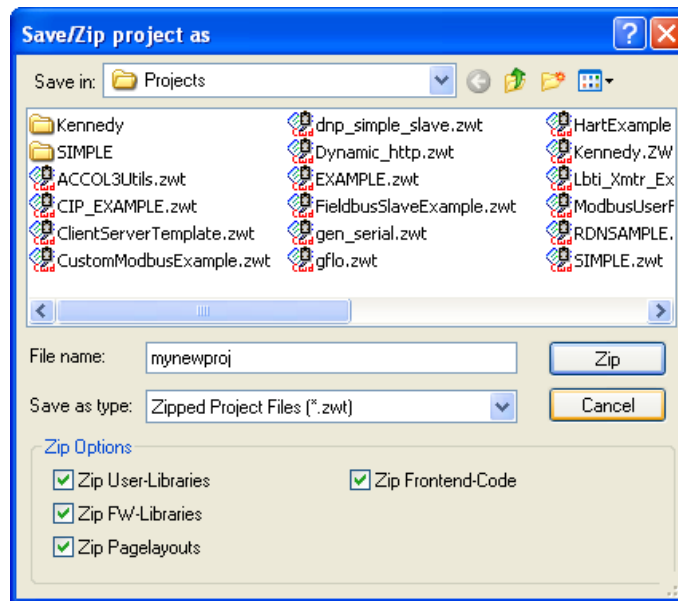 Save/Zip project as
Save in: Projects
Kennedy dnp_simple_slave.zwt HartExample
SIMPLE Dynamic_http.zwt Kennedy.ZW
ACCOL3Utils.zwt EXAMPLE.zwt Lbti_Xmtr_Ex
CIP_EXAMPLE.zwt FieldbusSlaveExample.zwt ModbusUserF
ClientServerTemplate.zwt gen_serial.zwt RDNSAMPLE.
CustomModbusExample.zwt gflo.zwt SIMPLE.zwt
File name: mynewproj Zip
Save as type: Zipped Project Files (*.zwt) Cancel
Zip Options
Zip User-Libraries Zip Frontend-Code
Zip FW-Libraries
Zip Pagelayouts